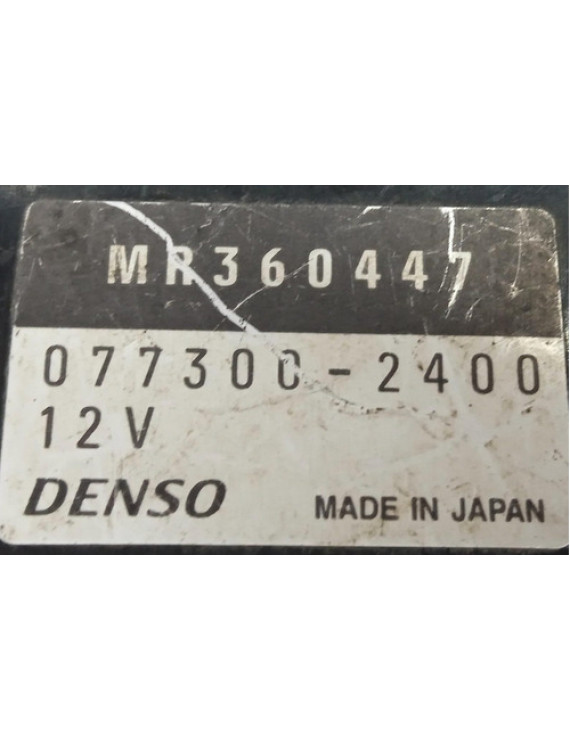 MR360447
077300-2400
12V
DENSO MADE IN JAPAN